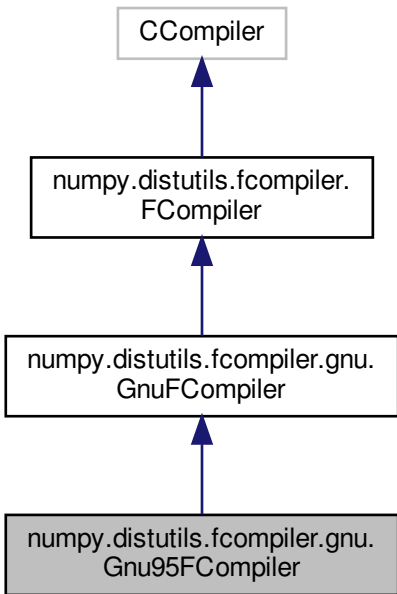 CCompiler
numpy.distutils.fcompiler.
FCompiler
numpy.distutils.fcompiler.gnu.
GnuFCompiler
numpy.distutils.fcompiler.gnu.
Gnu95FCompiler